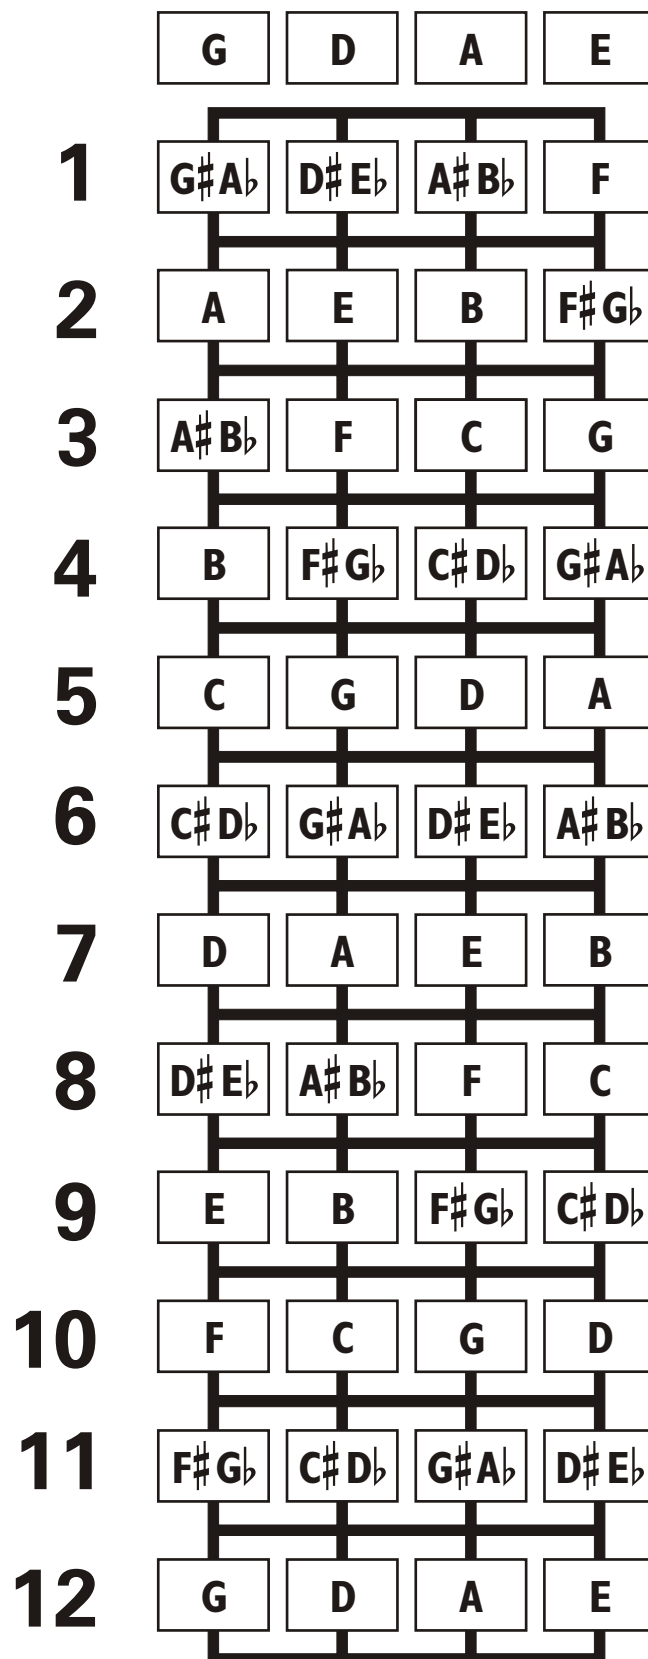 G D A E
1 G♯A♭ D♯E♭ A♯B♭ F
2 A E B F♯G♭
3 A♯B♭ F C G
4 B F♯G♭ C♯D♭ G♯A♭
5 C G D A
6 C♯D♭ G♯A♭ D♯E♭ A♯B♭
7 D A E B
8 D♯E♭ A♯B♭ F C
9 E B F♯G♭ C♯D♭
10 F C G D
11 F♯G♭ C♯D♭ G♯A♭ D♯E♭
12 G D A E